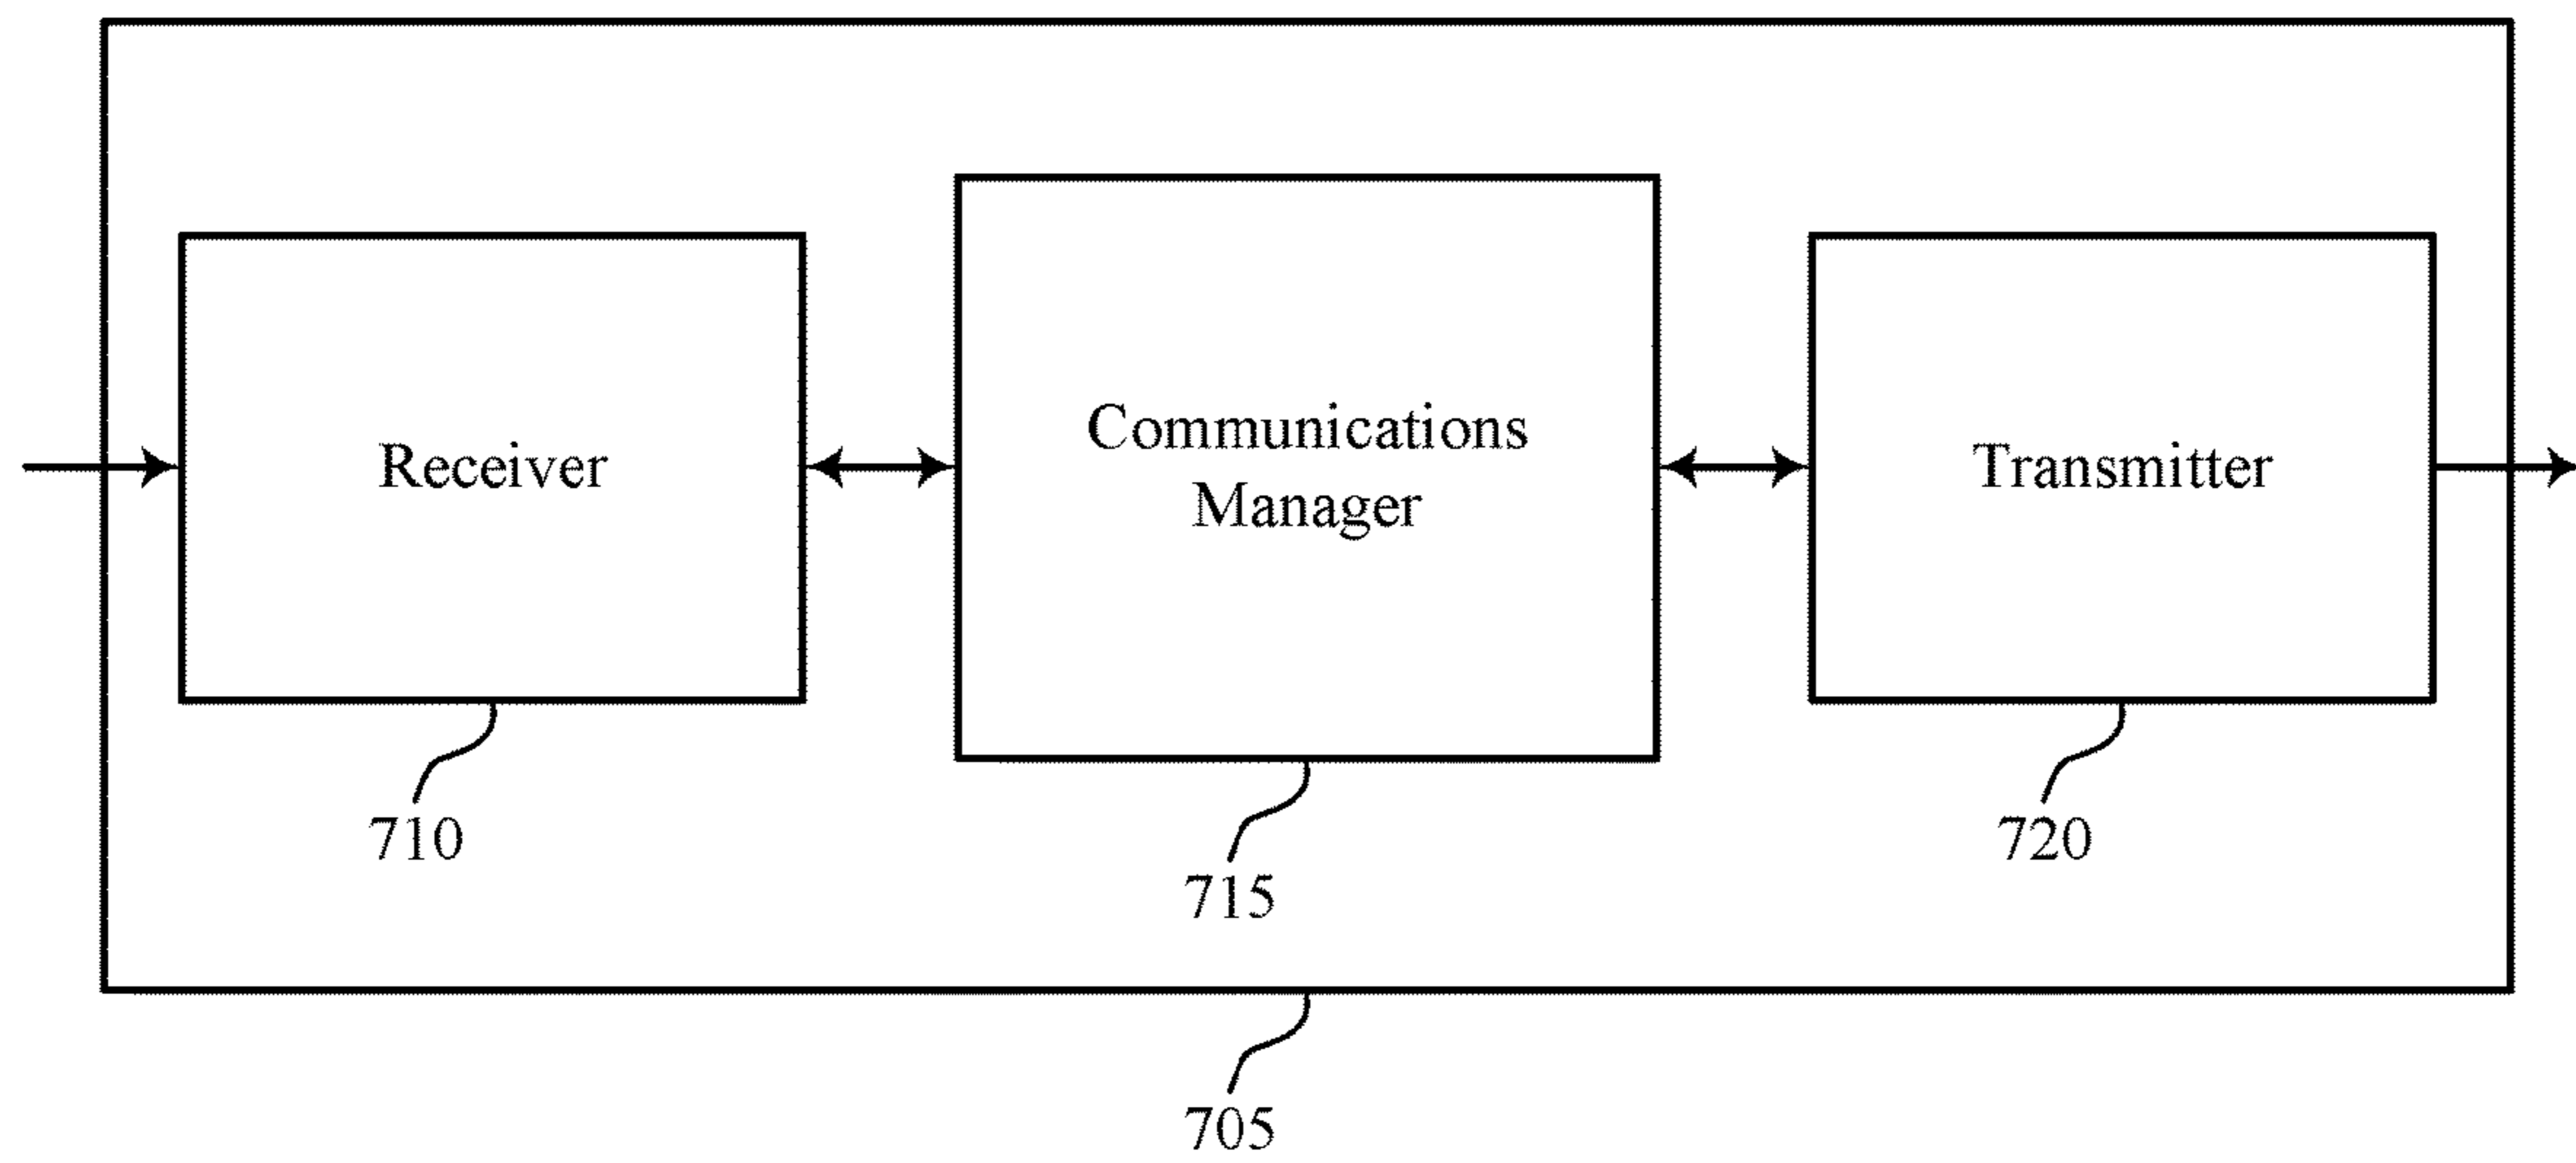 Receiver
Communications
Manager
Transmitter
710
715
720
705